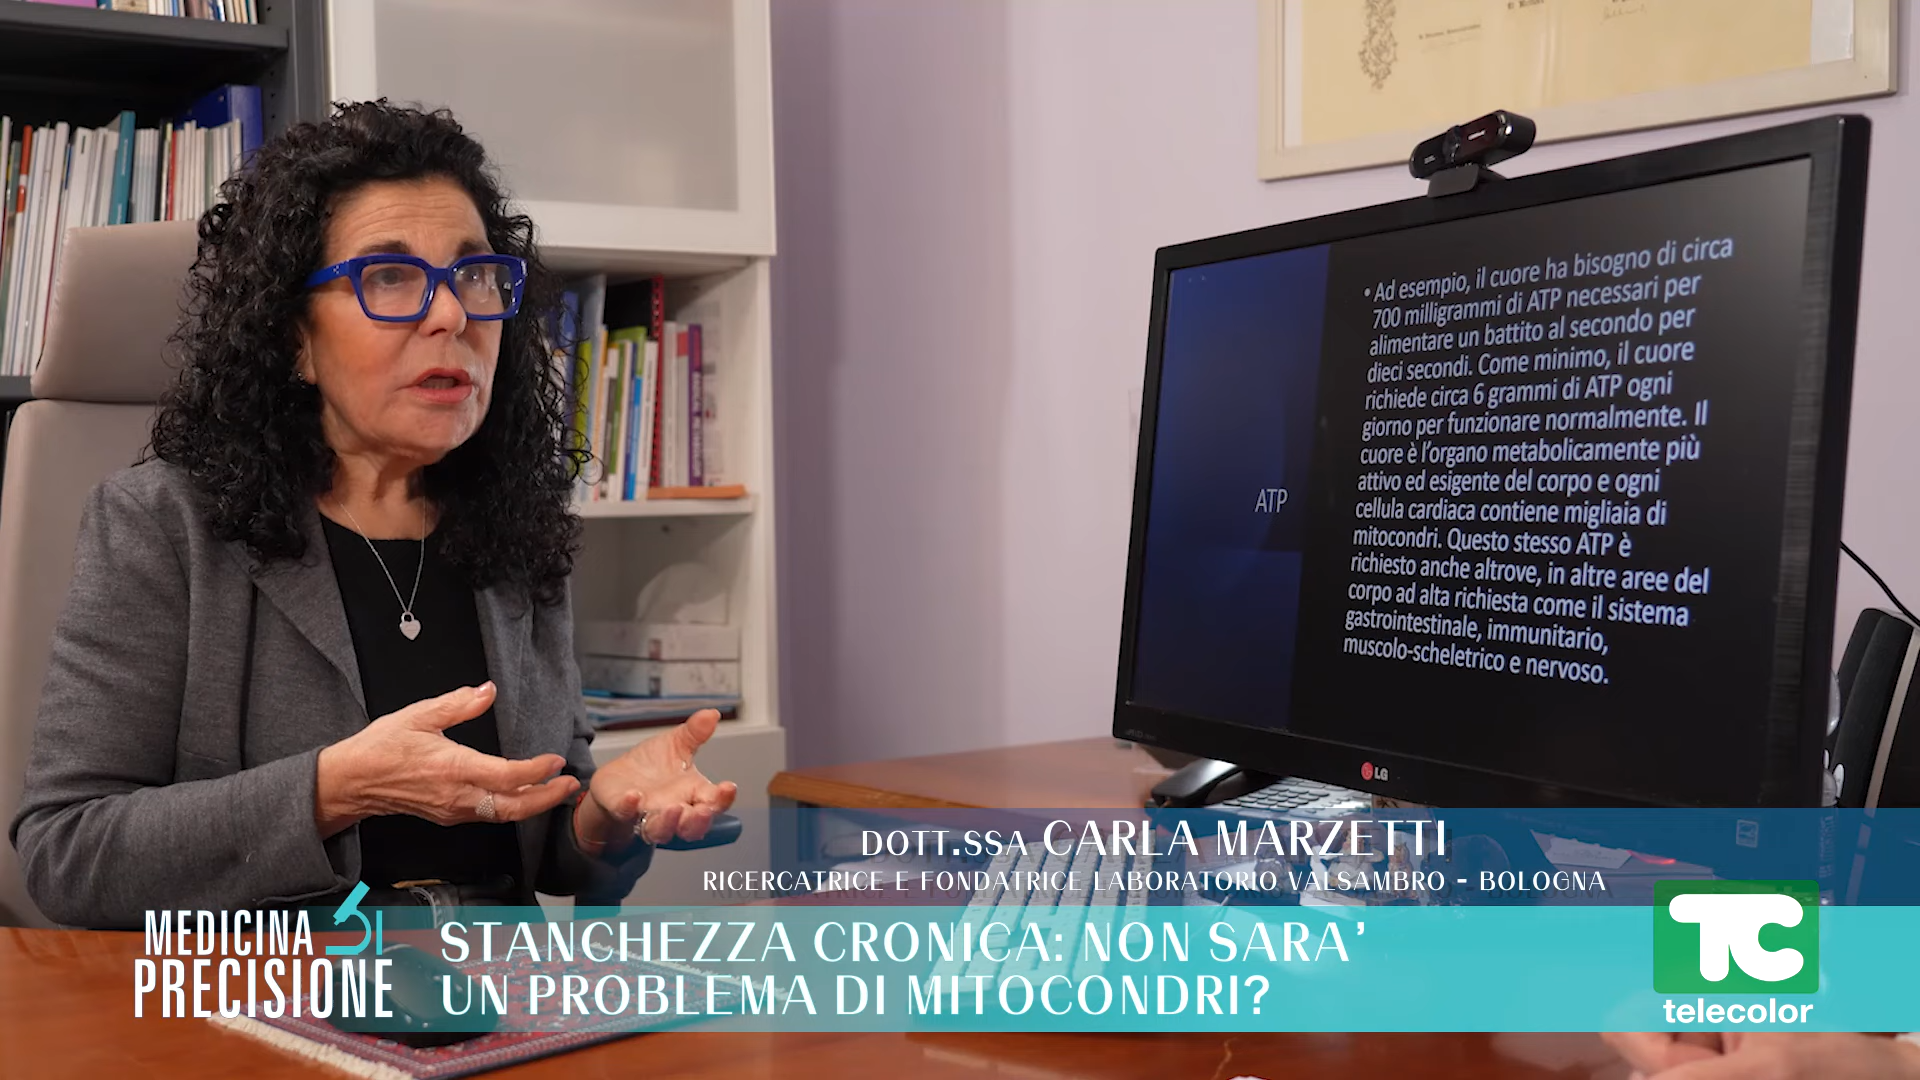 • Ad esempio, il cuore ha bisogno di circa
700 milligrammi di ATP necessari per
alimentare un battito al secondo per
dieci secondi. Come minimo, il cuore
richiede circa 6 grammi di ATP ogni
giorno per funzionare normalmente. Il
cuore è l'organo metabolicamente più
attivo ed esigente del corpo e ogni
cellula cardiaca contiene migliaia di
mitocondri. Questo stesso ATP è
richiesto anche altrove, in altre aree del
corpo ad alta richiesta come il sistema
gastrointestinale, immunitario,
muscolo-scheletrico e nervoso.
ATP
LG
DOTT.SSA CARLA MARZETTI
RICERCATRICE E FONDATRICE LABORATORIO VALSAMBRO - BOLOGNA
MEDICINA DI
PRECISIONE
STANCHEZZA CRONICA: NON SARA'
UN PROBLEMA DI MITOCONDRI?
TC
telecolor